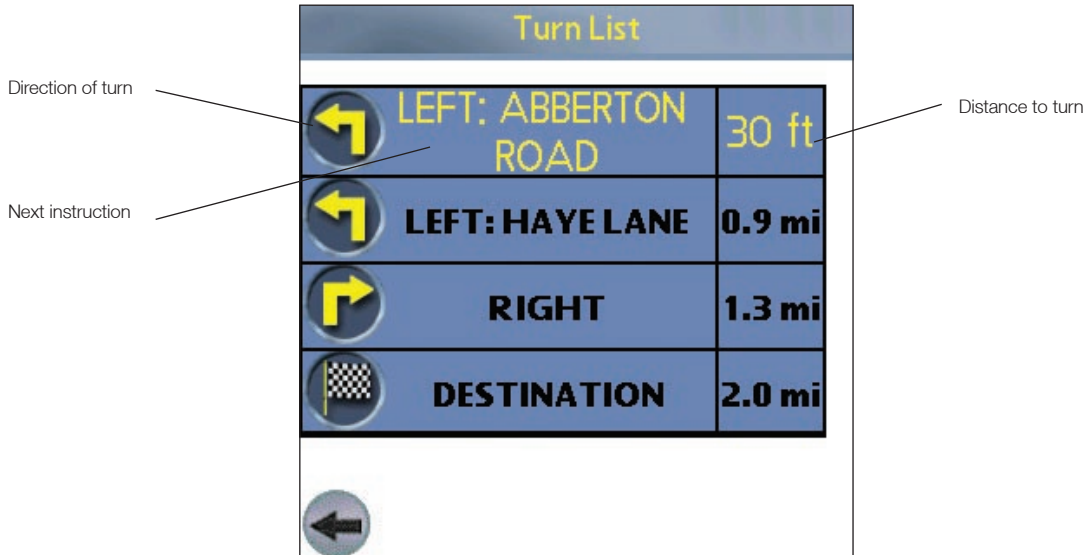 Turn List
Direction of turn
LEFT: ABBERTON
ROAD
30 ft
Distance to turn
Next instruction
LEFT: HAYE LANE
0.9 mi
RIGHT
1.3 mi
DESTINATION
2.0 mi